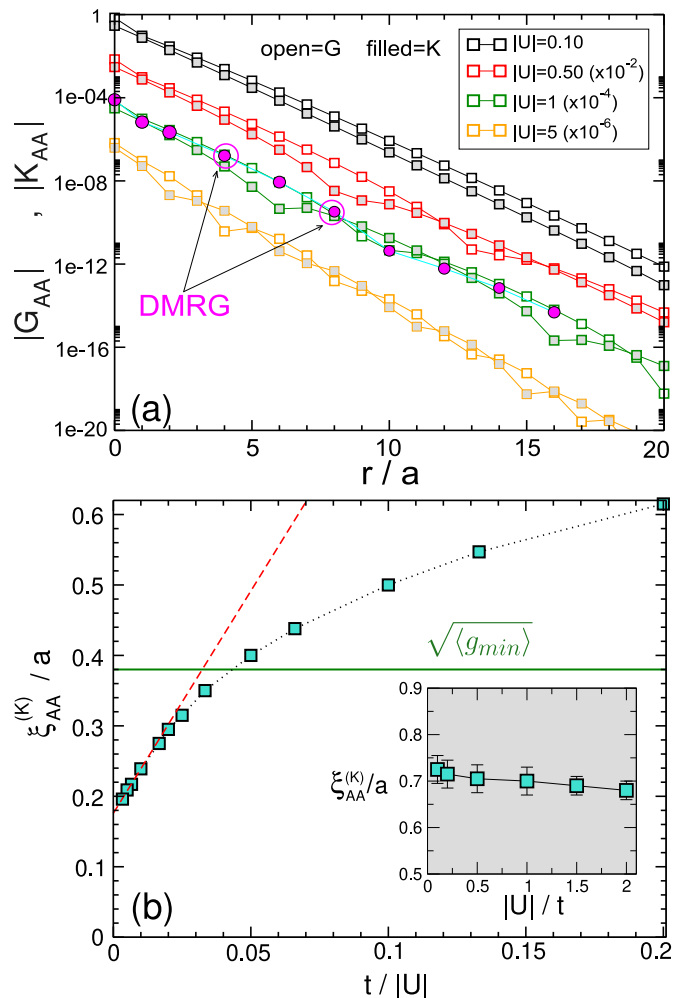 1
1e-04
1e-08
1e-12
1e-16
1e-20
|G_AA| , |K_AA|
open=G filled=K
|U|=0.10
|U|=0.50 (x10^-2)
|U|=1 (x10^-4)
|U|=5 (x10^-6)
DMRG
(a)
0 5 10 15 20
r / a
0.6
0.5
0.4
0.3
0.2
0.1
0
ξ_AA^(K) / a
√⟨g_min⟩
0.9
0.8
0.7
0.6
0.5
ξ_AA^(K)/a
0 0.5 1 1.5 2
|U| / t
(b)
0 0.05 0.1 0.15 0.2
t / |U|